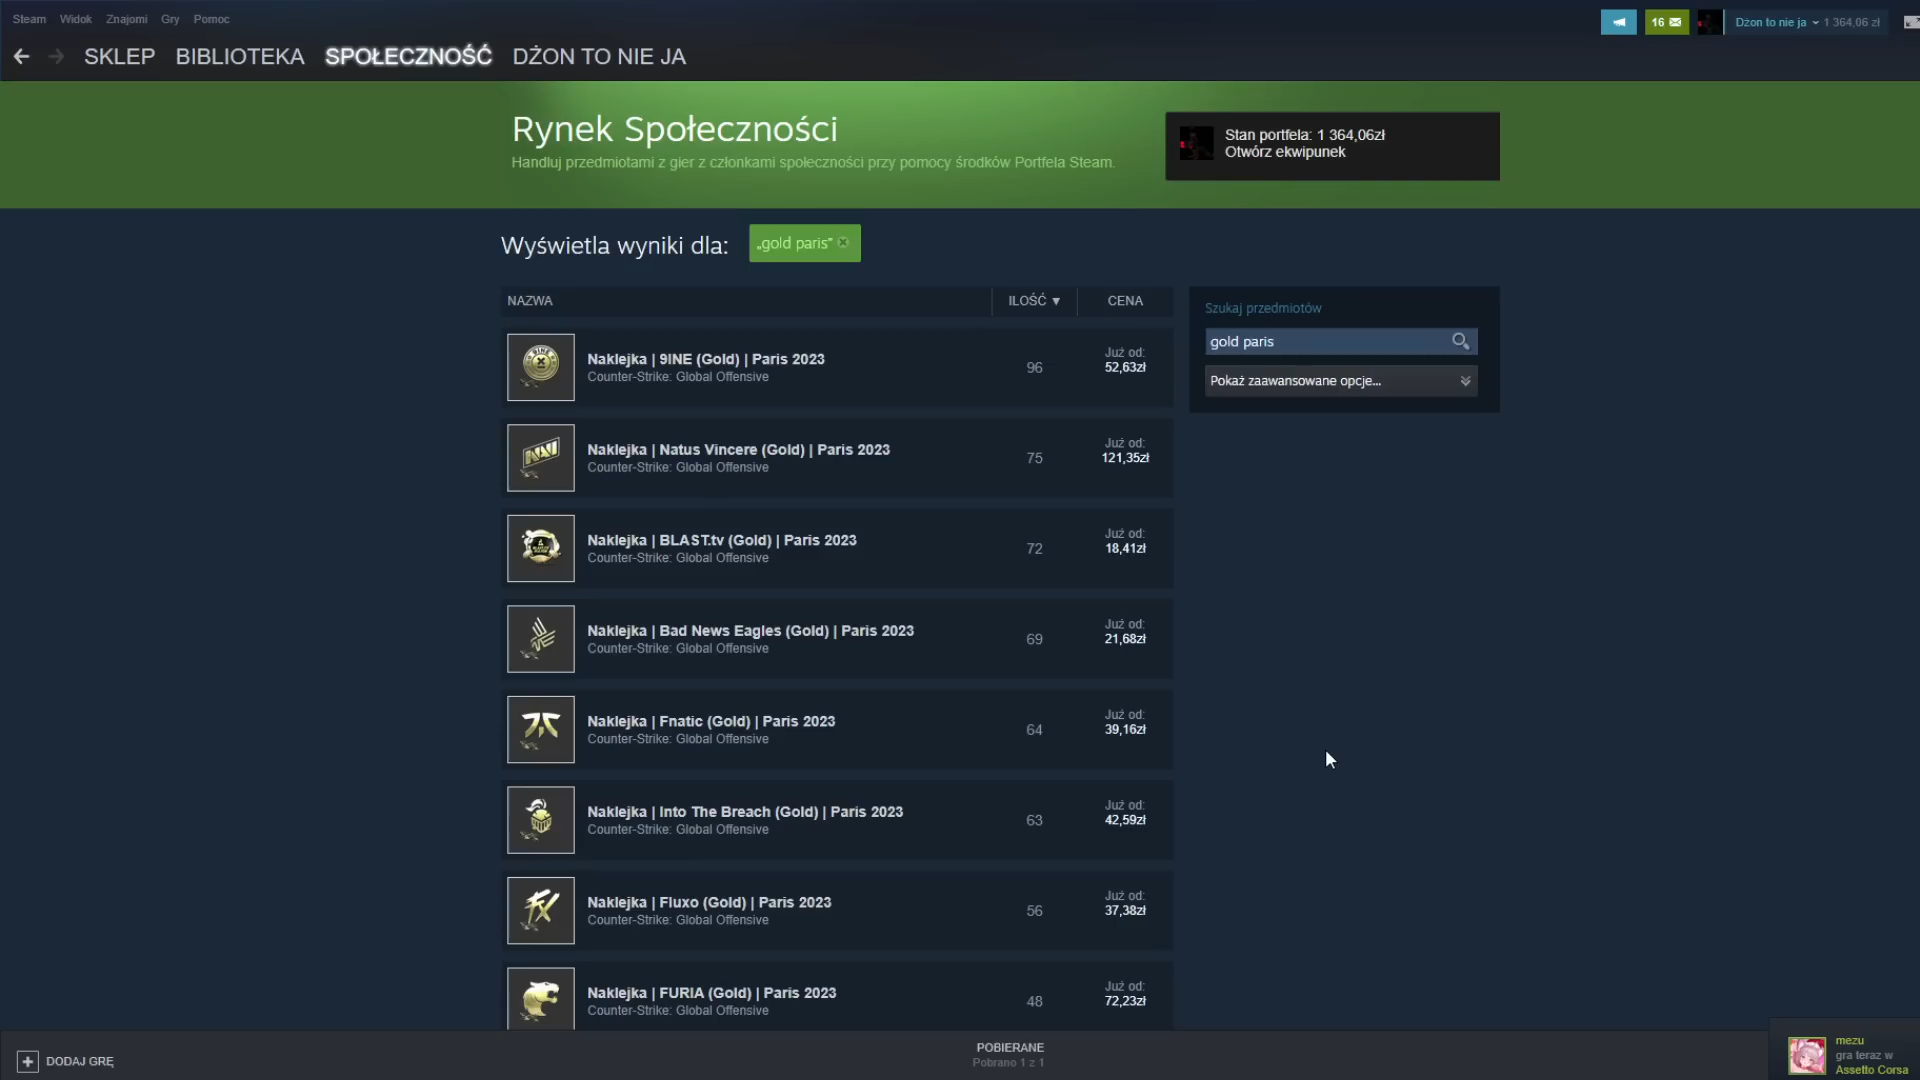 Steam Widok Znajomi Gry Pomoc
16
Dżon to nie ja 1 364,06 zł
SKLEP BIBLIOTEKA SPOŁECZNOŚĆ DŻON TO NIE JA
Rynek Społeczności
Handluj przedmiotami z gier z członkami społeczności przy pomocy środków Portfela Steam.
Stan portfela: 1 364,06zł
Otwórz ekwipunek
Wyświetla wyniki dla: „gold paris”
NAZWA ILOŚĆ ▼ CENA
Naklejka | 9INE (Gold) | Paris 2023
Counter-Strike: Global Offensive
96
Już od:
52,63zł
Naklejka | Natus Vincere (Gold) | Paris 2023
Counter-Strike: Global Offensive
75
Już od:
121,35zł
Naklejka | BLAST.tv (Gold) | Paris 2023
Counter-Strike: Global Offensive
72
Już od:
18,41zł
Naklejka | Bad News Eagles (Gold) | Paris 2023
Counter-Strike: Global Offensive
69
Już od:
21,68zł
Naklejka | Fnatic (Gold) | Paris 2023
Counter-Strike: Global Offensive
64
Już od:
39,16zł
Naklejka | Into The Breach (Gold) | Paris 2023
Counter-Strike: Global Offensive
63
Już od:
42,59zł
Naklejka | Fluxo (Gold) | Paris 2023
Counter-Strike: Global Offensive
56
Już od:
37,38zł
Naklejka | FURIA (Gold) | Paris 2023
Counter-Strike: Global Offensive
48
Już od:
72,23zł
Szukaj przedmiotów
gold paris
Pokaż zaawansowane opcje...
DODAJ GRĘ
POBIERANE
Pobrano 1 z 1
mezu
gra teraz w
Assetto Corsa